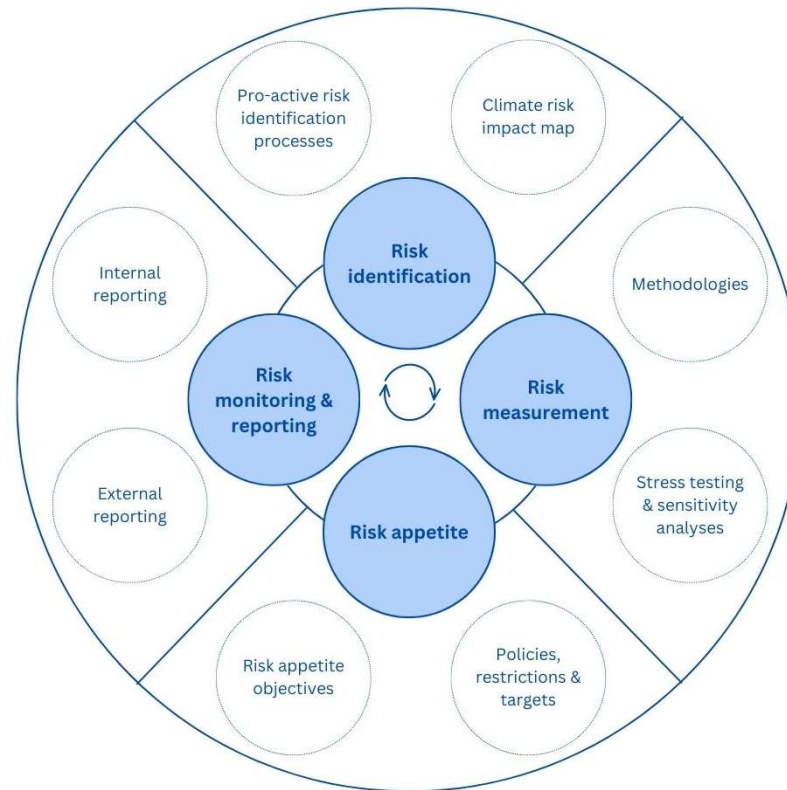 Pro-active risk
identification
processes
Climate risk
impact map
Risk
identification
Internal
reporting
Methodologies
Risk
monitoring &
reporting
Risk
measurement
External
reporting
Stress testing
& sensitivity
analyses
Risk appetite
Risk appetite
objectives
Policies,
restrictions &
targets